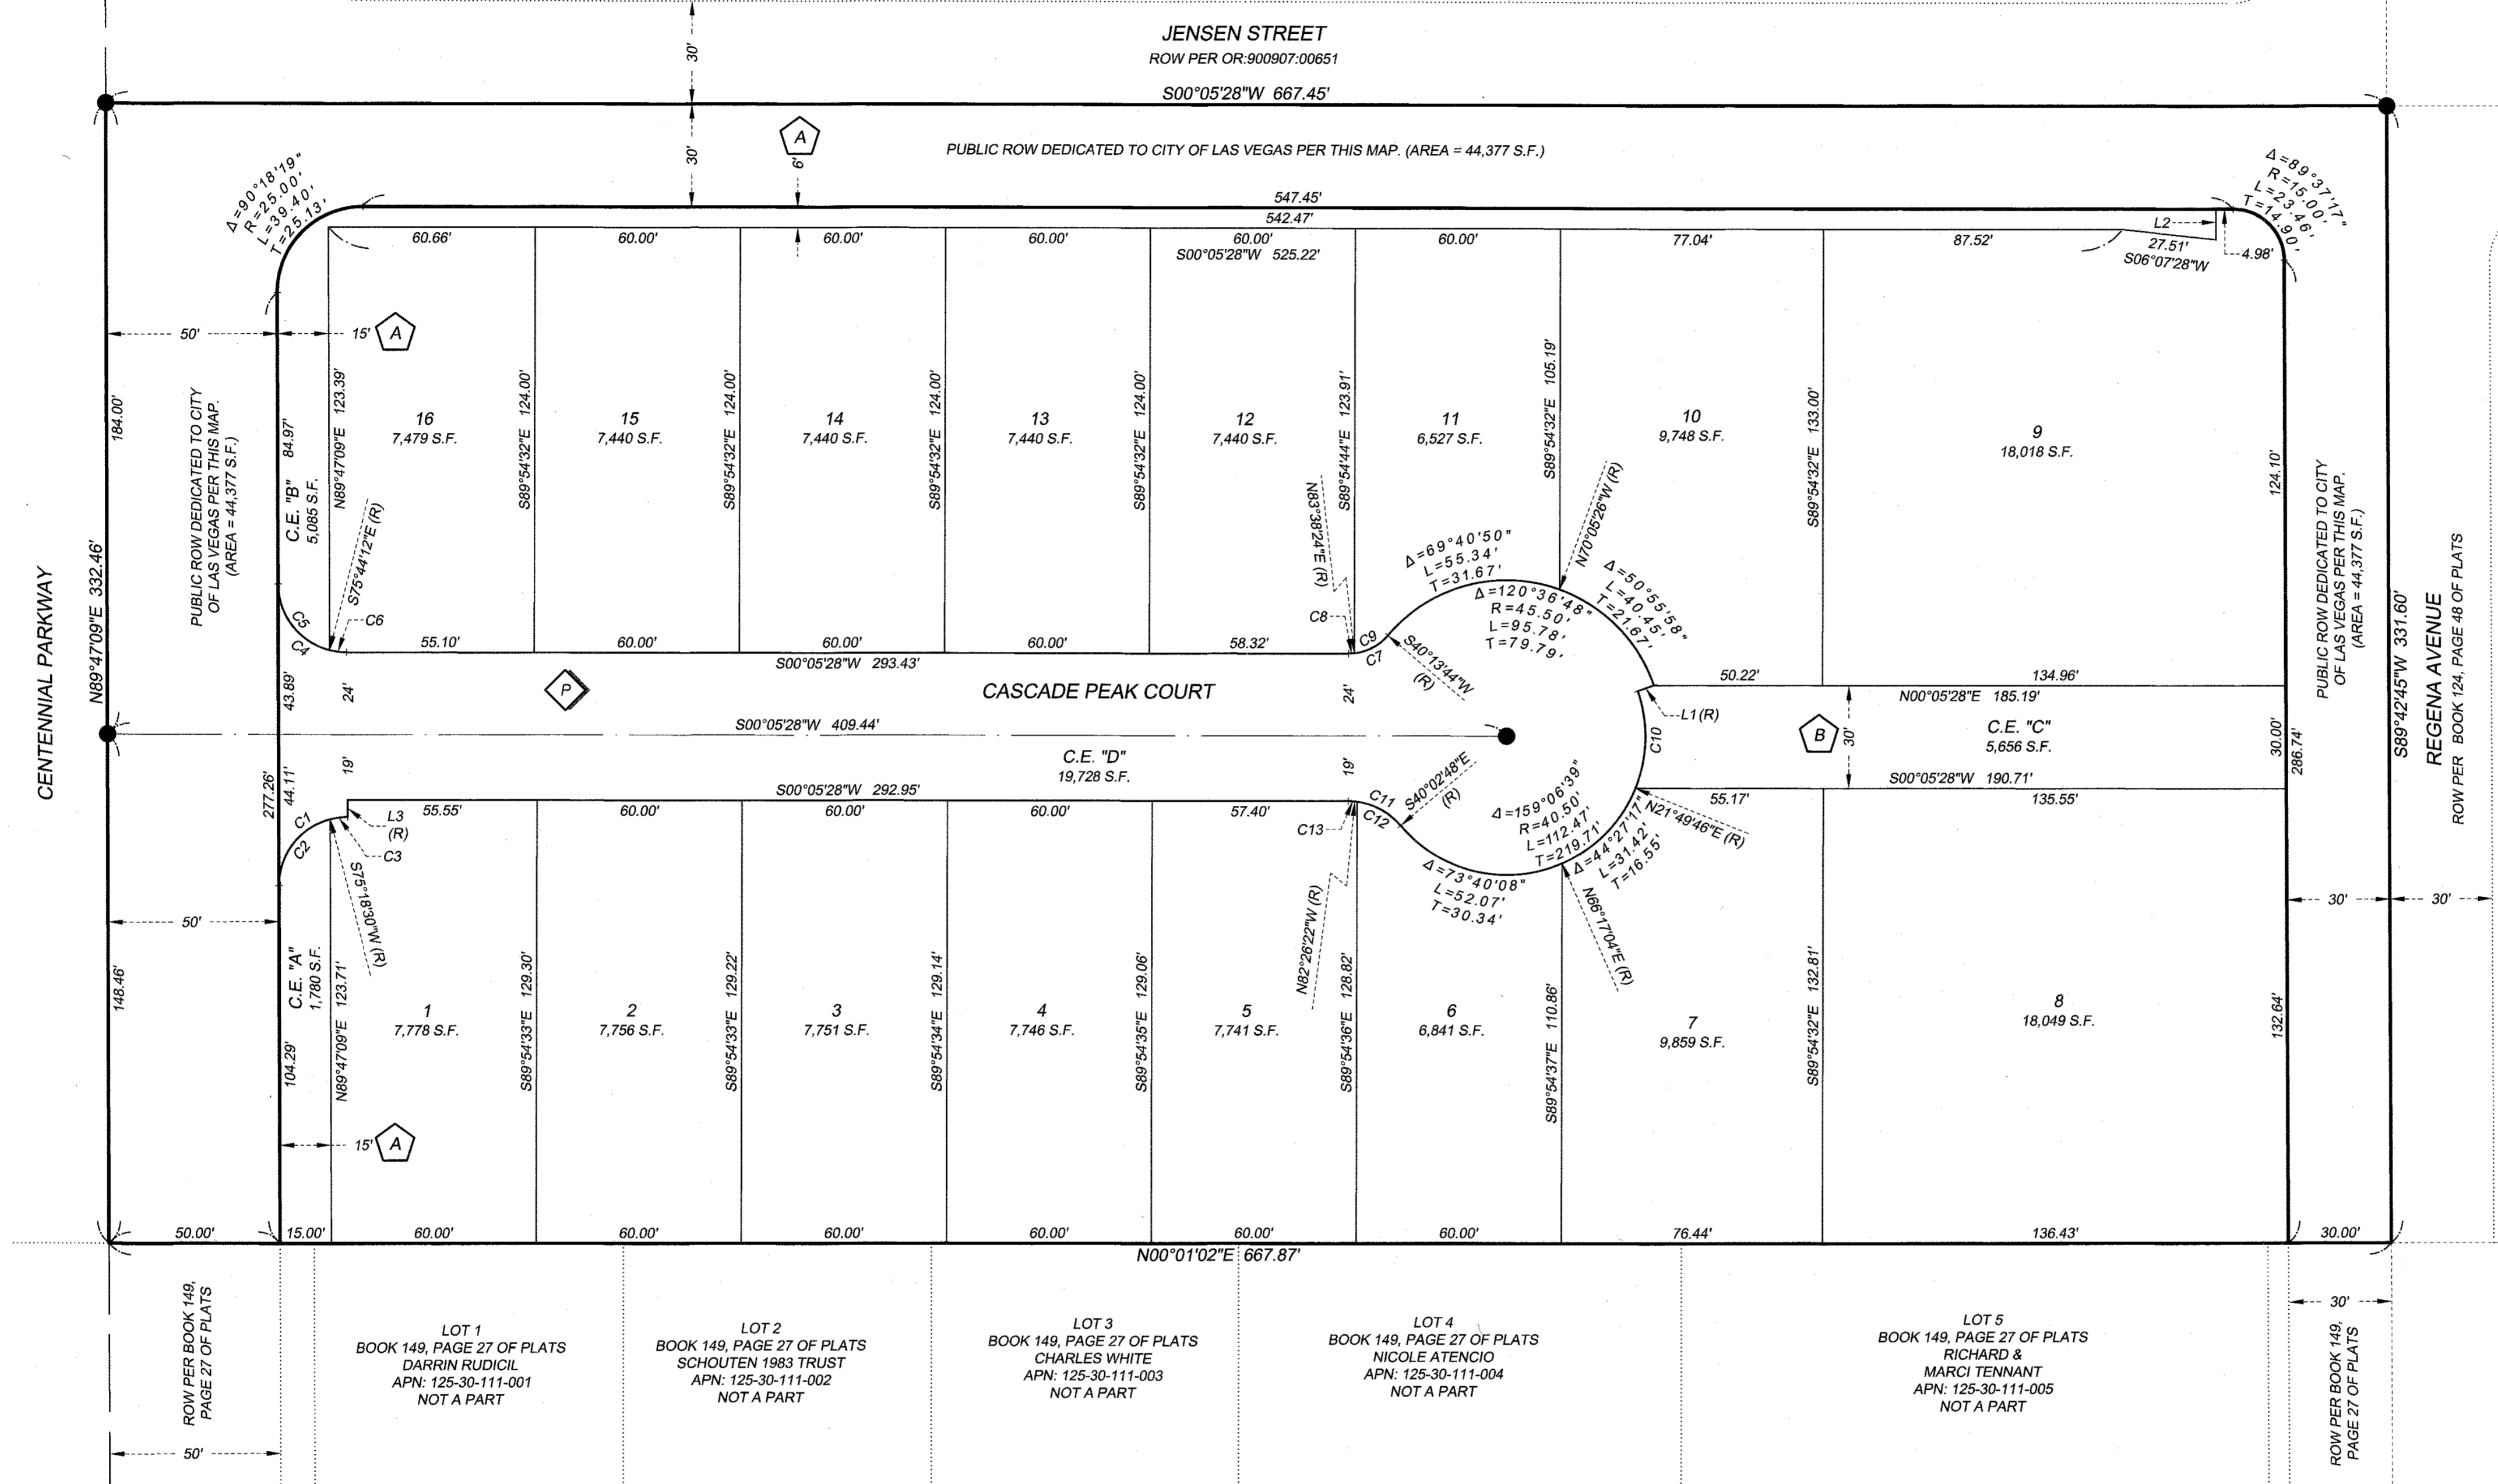 JENSEN STREET
ROW PER OR:900907:00651
S00°05'28"W 667.45'
30'
30'
A
6'
PUBLIC ROW DEDICATED TO CITY OF LAS VEGAS PER THIS MAP. (AREA = 44,377 S.F.)
Δ=90°18'19"
R=25.00'
L=39.40'
T=25.13'
547.45'
542.47'
S00°05'28"W 525.22'
60.66'
60.00'
60.00'
60.00'
60.00'
60.00'
77.04'
87.52'
L2
27.51'
S06°07'28"W
4.98'
Δ=89°37'17"
R=15.00'
L=23.46'
T=14.90'
50'
15'
A
CENTENNIAL PARKWAY
N89°47'09"E 332.46'
184.00'
148.46'
PUBLIC ROW DEDICATED TO CITY
OF LAS VEGAS PER THIS MAP.
(AREA = 44,377 S.F.)
84.97'
C.E. "B"
5,085 S.F.
N89°47'09"E 123.39'
S75°44'12"E (R)
16
7,479 S.F.
S89°54'32"E 124.00'
15
7,440 S.F.
S89°54'32"E 124.00'
14
7,440 S.F.
S89°54'32"E 124.00'
13
7,440 S.F.
S89°54'32"E 124.00'
12
7,440 S.F.
N83°38'24"E (R)
S89°54'44"E 123.91'
11
6,527 S.F.
S89°54'32"E 105.19'
N70°05'26"W (R)
10
9,748 S.F.
S89°54'32"E 133.00'
9
18,018 S.F.
124.10'
PUBLIC ROW DEDICATED TO CITY
OF LAS VEGAS PER THIS MAP.
(AREA = 44,377 S.F.)
S89°42'45"W 331.60'
REGENA AVENUE
ROW PER BOOK 124, PAGE 48 OF PLATS
C5
C4
C6
55.10'
60.00'
60.00'
60.00'
58.32'
S00°05'28"W 293.43'
C8
C9
C7
S40°13'44"W
(R)
Δ=69°40'50"
L=55.34'
T=31.67'
Δ=120°36'48"
R=45.50'
L=95.78'
T=79.79'
Δ=50°55'58"
L=40.45'
T=21.67'
43.89'
24'
P
CASCADE PEAK COURT
24'
50.22'
134.96'
N00°05'28"E 185.19'
L1(R)
C10
S00°05'28"W 409.44'
B
30'
C.E. "C"
5,656 S.F.
30.00'
286.74'
277.26'
44.11'
19'
C.E. "D"
19,728 S.F.
19'
S40°02'48"E
(R)
S00°05'28"W 292.95'
55.55'
60.00'
60.00'
60.00'
57.40'
S00°05'28"W 190.71'
55.17'
135.55'
L3
(R)
C1
C2
C3
S75°18'30"W (R)
C11
C12
C13
Δ=159°06'39"
R=40.50'
L=112.47'
T=219.71'
Δ=44°27'17"
L=31.42'
T=16.55'
N21°49'46"E (R)
Δ=73°40'08"
L=52.07'
T=30.34'
N66°17'04"E (R)
N82°26'22"W (R)
50'
30'
30'
C.E. "A"
1,780 S.F.
104.29'
N89°47'09"E 123.71'
1
7,778 S.F.
S89°54'33"E 129.30'
2
7,756 S.F.
S89°54'33"E 129.22'
3
7,751 S.F.
S89°54'34"E 129.14'
4
7,746 S.F.
S89°54'35"E 129.06'
5
7,741 S.F.
S89°54'36"E 128.82'
6
6,841 S.F.
S89°54'37"E 110.86'
7
9,859 S.F.
S89°54'32"E 132.81'
8
18,049 S.F.
132.64'
15'
A
50.00'
15.00'
60.00'
60.00'
60.00'
60.00'
60.00'
60.00'
76.44'
136.43'
30.00'
N00°01'02"E 667.87'
ROW PER BOOK 149,
PAGE 27 OF PLATS
50'
LOT 1
BOOK 149, PAGE 27 OF PLATS
DARRIN RUDICIL
APN: 125-30-111-001
NOT A PART
LOT 2
BOOK 149, PAGE 27 OF PLATS
SCHOUTEN 1983 TRUST
APN: 125-30-111-002
NOT A PART
LOT 3
BOOK 149, PAGE 27 OF PLATS
CHARLES WHITE
APN: 125-30-111-003
NOT A PART
LOT 4
BOOK 149, PAGE 27 OF PLATS
NICOLE ATENCIO
APN: 125-30-111-004
NOT A PART
LOT 5
BOOK 149, PAGE 27 OF PLATS
RICHARD &
MARCI TENNANT
APN: 125-30-111-005
NOT A PART
30'
ROW PER BOOK 149,
PAGE 27 OF PLATS